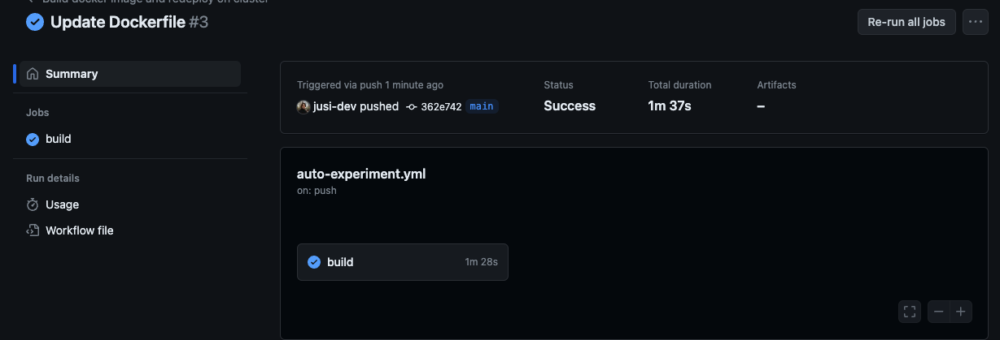 Build docker image and redeploy on cluster
Update Dockerfile #3
Re-run all jobs
Summary
Jobs
build
Run details
Usage
Workflow file
Triggered via push 1 minute ago
jusi-dev pushed 362e742 main
Status
Success
Total duration
1m 37s
Artifacts
–
auto-experiment.yml
on: push
build 1m 28s